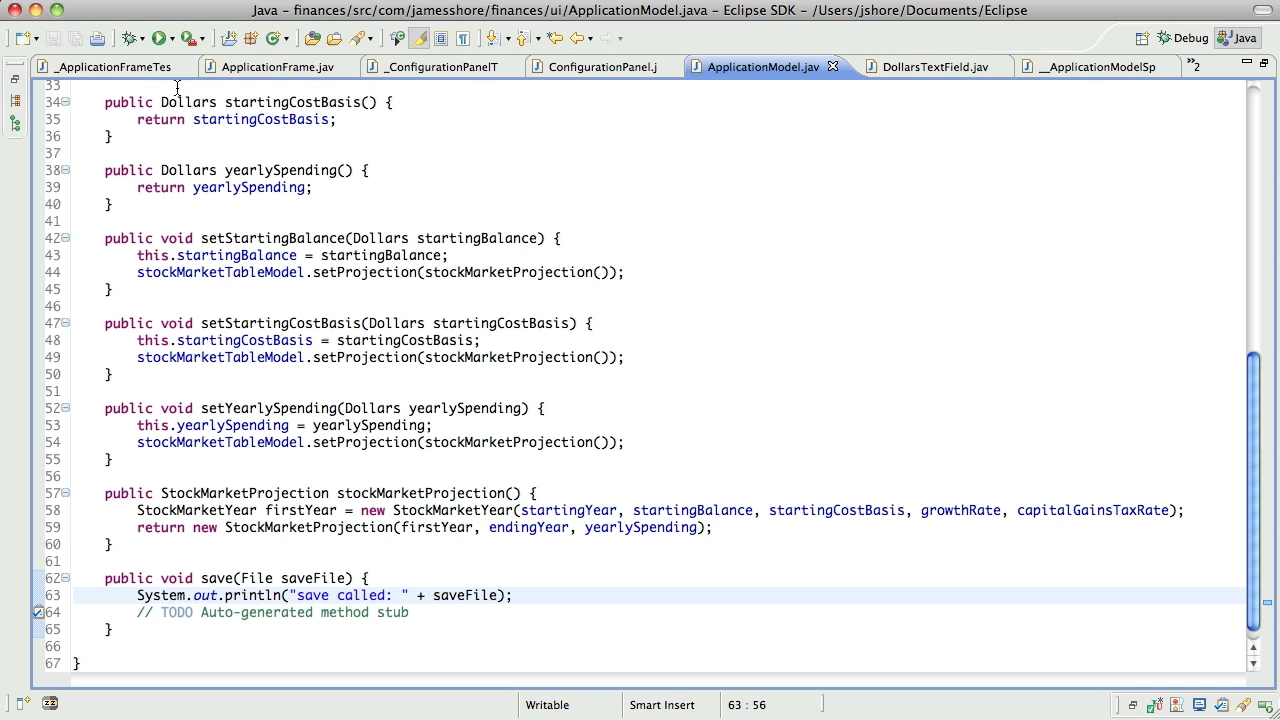 Java – finances/src/com/jamesshore/finances/ui/ApplicationModel.java – Eclipse SDK – /Users/jshore/Documents/Eclipse
Debug Java
_ApplicationFrameTes ApplicationFrame.jav _ConfigurationPanelT ConfigurationPanel.j ApplicationModel.jav DollarsTextField.jav __ApplicationModelSp »2
33
34 public Dollars startingCostBasis() {
35 return startingCostBasis;
36 }
37
38 public Dollars yearlySpending() {
39 return yearlySpending;
40 }
41
42 public void setStartingBalance(Dollars startingBalance) {
43 this.startingBalance = startingBalance;
44 stockMarketTableModel.setProjection(stockMarketProjection());
45 }
46
47 public void setStartingCostBasis(Dollars startingCostBasis) {
48 this.startingCostBasis = startingCostBasis;
49 stockMarketTableModel.setProjection(stockMarketProjection());
50 }
51
52 public void setYearlySpending(Dollars yearlySpending) {
53 this.yearlySpending = yearlySpending;
54 stockMarketTableModel.setProjection(stockMarketProjection());
55 }
56
57 public StockMarketProjection stockMarketProjection() {
58 StockMarketYear firstYear = new StockMarketYear(startingYear, startingBalance, startingCostBasis, growthRate, capitalGainsTaxRate);
59 return new StockMarketProjection(firstYear, endingYear, yearlySpending);
60 }
61
62 public void save(File saveFile) {
63 System.out.println("save called: " + saveFile);
64 // TODO Auto-generated method stub
65 }
66
67 }
Writable Smart Insert 63 : 56